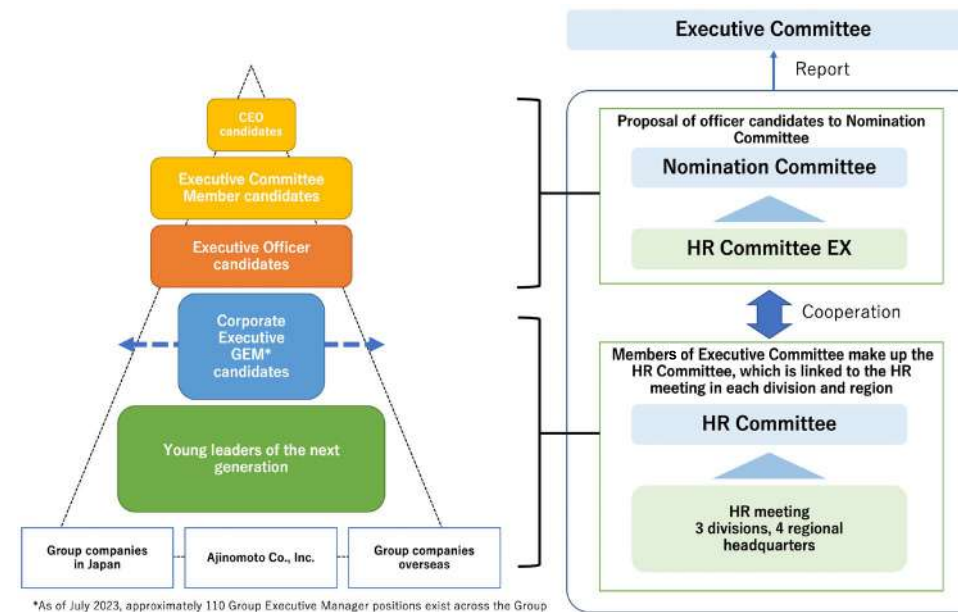 CEO
candidates
Executive Committee
Member candidates
Executive Officer
candidates
Corporate
Executive
GEM*
candidates
Young leaders of the next
generation
Group companies
in Japan
Ajinomoto Co., Inc.
Group companies
overseas
*As of July 2023, approximately 110 Group Executive Manager positions exist across the Group
Executive Committee
Report
Proposal of officer candidates to Nomination
Committee
Nomination Committee
HR Committee EX
Cooperation
Members of Executive Committee make up the
HR Committee, which is linked to the HR
meeting in each division and region
HR Committee
HR meeting
3 divisions, 4 regional
headquarters